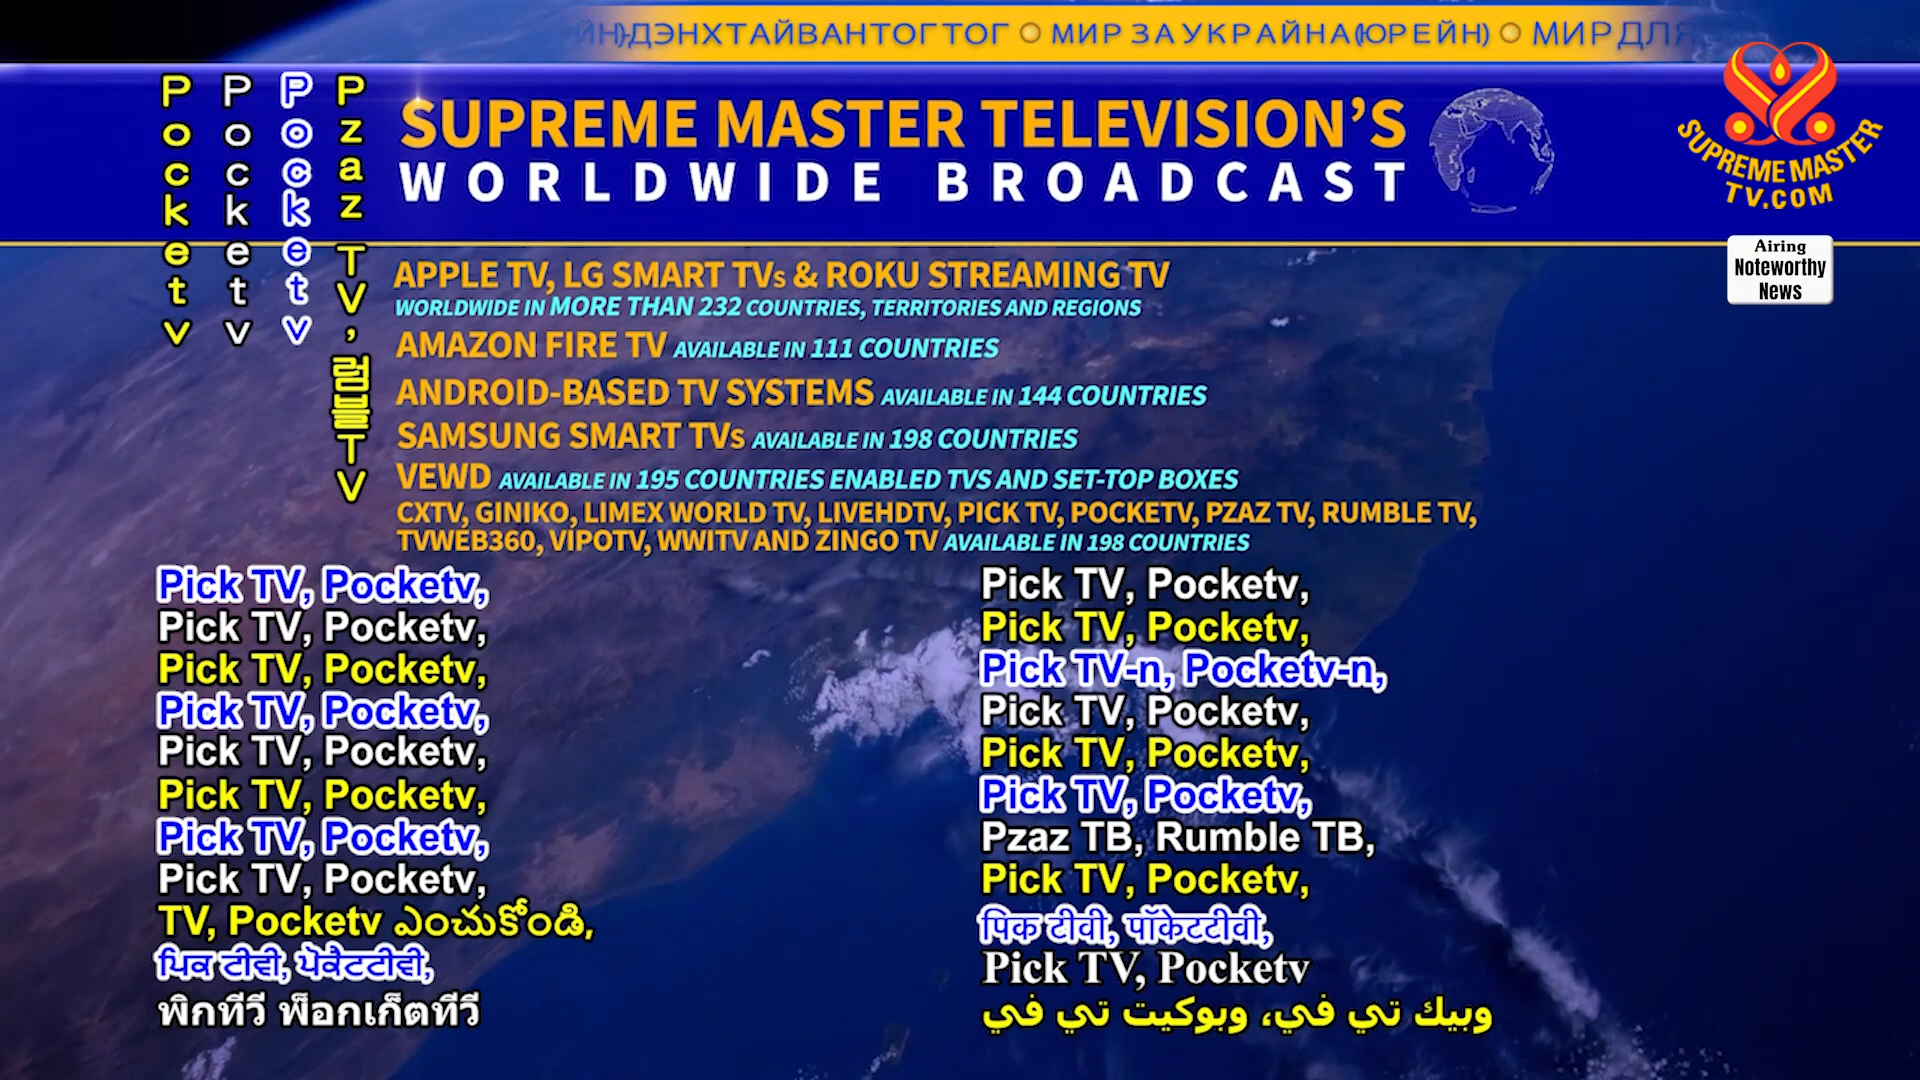 ДЭНХТАЙВАН ТОГТОГ ○ МИР ЗА УКРАЙНА (ЮРЕЙН) ○ МИР ДЛЯ
Pocketv
Pocketv
Pocketv
Pzaz TV, 럼블 TV
SUPREME MASTER TELEVISION'S
WORLDWIDE BROADCAST
SUPREME MASTER
TV.COM
Airing
Noteworthy
News
APPLE TV, LG SMART TVs & ROKU STREAMING TV
WORLDWIDE IN MORE THAN 232 COUNTRIES, TERRITORIES AND REGIONS
AMAZON FIRE TV AVAILABLE IN 111 COUNTRIES
ANDROID-BASED TV SYSTEMS AVAILABLE IN 144 COUNTRIES
SAMSUNG SMART TVs AVAILABLE IN 198 COUNTRIES
VEWD AVAILABLE IN 195 COUNTRIES ENABLED TVS AND SET-TOP BOXES
CXTV, GINIKO, LIMEX WORLD TV, LIVEHDTV, PICK TV, POCKETV, PZAZ TV, RUMBLE TV,
TVWEB360, VIPOTV, WWITV AND ZINGO TV AVAILABLE IN 198 COUNTRIES
Pick TV, Pocketv,
Pick TV, Pocketv,
Pick TV, Pocketv,
Pick TV, Pocketv,
Pick TV, Pocketv,
Pick TV, Pocketv,
Pick TV, Pocketv,
Pick TV, Pocketv,
TV, Pocketv ఎంచుకోండి,
ਪਿਕ ਟੀਵੀ, ਪੋਕੈਟਟੀਵੀ,
พิกทีวี พ็อกเก็ตทีวี
Pick TV, Pocketv,
Pick TV, Pocketv,
Pick TV-n, Pocketv-n,
Pick TV, Pocketv,
Pick TV, Pocketv,
Pick TV, Pocketv,
Pzaz ТВ, Rumble ТВ,
Pick TV, Pocketv,
पिक टीवी, पॉकेटटीवी,
Pick TV, Pocketv
وبيك تي في، وبوكيت تي في